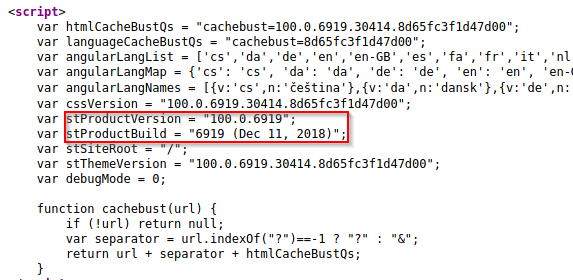 <script>
var htmlCacheBustQs = "cachebust=100.0.6919.30414.8d65fc3f1d47d00";
var languageCacheBustQs = "cachebust=8d65fc3f1d47d00";
var angularLangList = ['cs','da','de','en','en-GB','es','fa','fr','it','nl
var angularLangMap = {'cs': 'cs', 'da': 'da', 'de': 'de', 'en': 'en', 'en-G
var angularLangNames = [{v:'cs',n:'čeština'},{v:'da',n:'dansk'},{v:'de',n:
var cssVersion = "100.0.6919.30414.8d65fc3f1d47d00";
var stProductVersion = "100.0.6919";
var stProductBuild = "6919 (Dec 11, 2018)";
var stSiteRoot = "/";
var stThemeVersion = "100.0.6919.30414.8d65fc3f1d47d00";
var debugMode = 0;
function cachebust(url) {
if (!url) return null;
var separator = url.indexOf("?")==-1 ? "?" : "&";
return url + separator + htmlCacheBustQs;
}